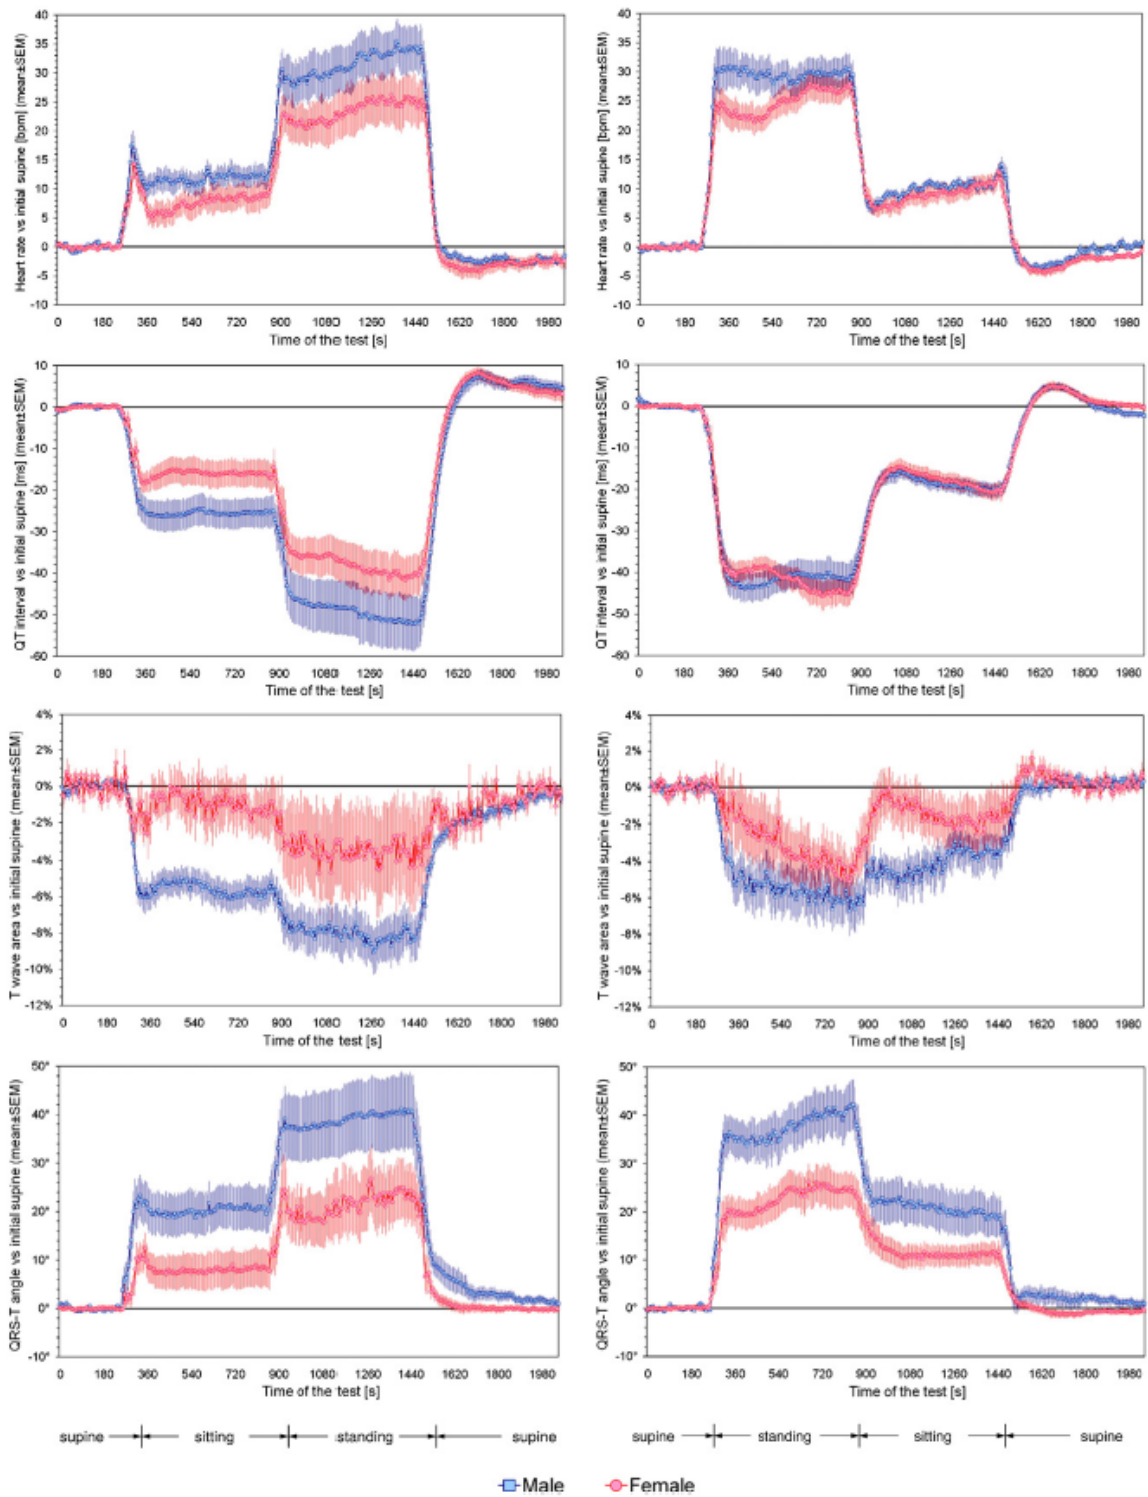 Heart rate vs initial supine [bpm] (mean±SEM)
40
35
30
25
20
15
10
5
0
-5
-10
0 180 360 540 720 900 1080 1260 1440 1620 1980
Time of the test [s]
Heart rate vs initial supine [bpm] (mean±SEM)
40
35
30
25
20
15
10
5
0
-5
-10
0 180 360 540 720 900 1080 1260 1440 1620 1980
Time of the test [s]
QT interval vs initial supine [ms] (mean±SEM)
10
0
-10
-20
-30
-40
-50
-60
0 180 360 540 720 900 1080 1260 1440 1620 1980
Time of the test [s]
QT interval vs initial supine [ms] (mean±SEM)
10
0
-10
-20
-30
-40
-50
-60
0 180 360 540 720 900 1080 1260 1440 1620 1980
Time of the test [s]
T wave area vs initial supine (mean±SEM)
4%
2%
0%
-2%
-4%
-6%
-8%
-10%
-12%
0 180 360 540 720 900 1080 1260 1440 1620 1980
Time of the test [s]
T wave area vs initial supine (mean±SEM)
4%
2%
0%
-2%
-4%
-6%
-8%
-10%
-12%
0 180 360 540 720 900 1080 1260 1440 1620 1980
Time of the test [s]
QRS-T angle vs initial supine (mean±SEM)
50°
40°
30°
20°
10°
0°
-10°
0 180 360 540 720 900 1080 1260 1440 1620 1980
Time of the test [s]
QRS-T angle vs initial supine (mean±SEM)
50°
40°
30°
20°
10°
0°
-10°
0 180 360 540 720 900 1080 1260 1440 1620 1980
Time of the test [s]
supine sitting standing supine
supine standing sitting supine
Male Female